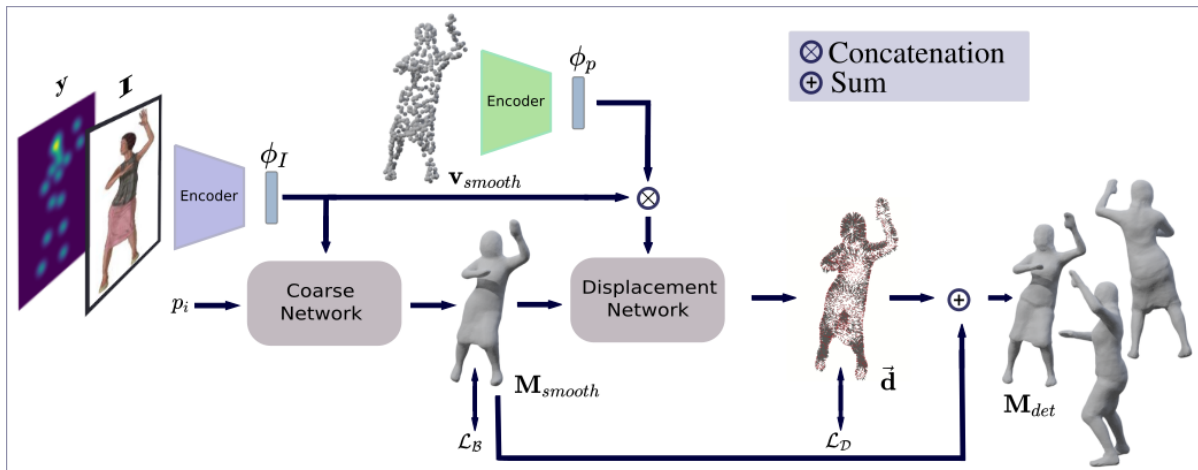 y
I
Encoder
ϕ_I
Encoder
ϕ_p
⊗ Concatenation
⊕ Sum
v_smooth
⊗
p_i
Coarse
Network
Displacement
Network
⊕
M_smooth
d⃗
M_det
ℒ_ℬ
ℒ_𝒟